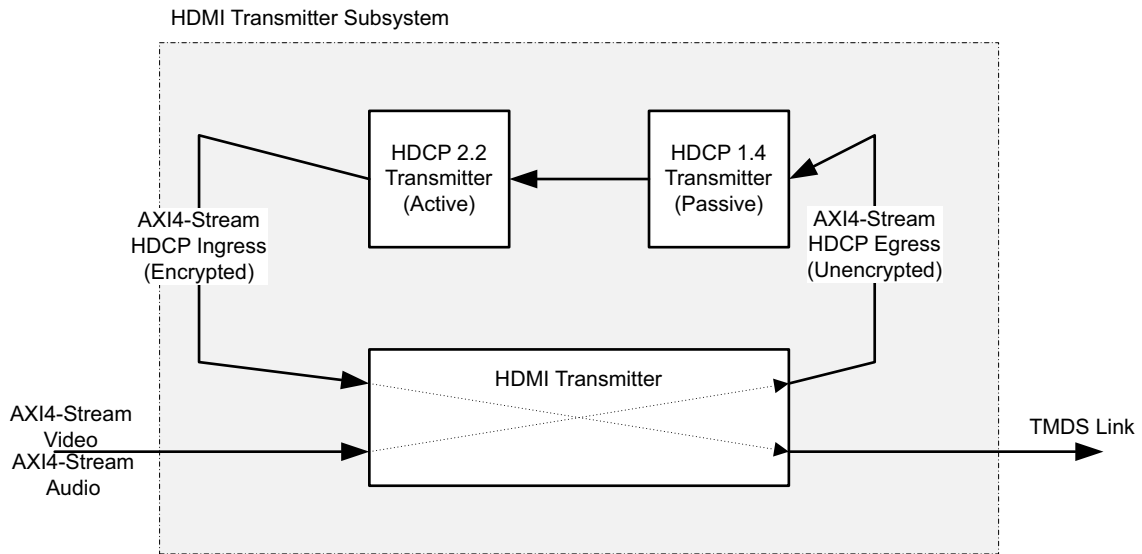 HDMI Transmitter Subsystem
HDCP 2.2
Transmitter
(Active)
HDCP 1.4
Transmitter
(Passive)
AXI4-Stream
HDCP Ingress
(Encrypted)
AXI4-Stream
HDCP Egress
(Unencrypted)
HDMI Transmitter
AXI4-Stream
Video
AXI4-Stream
Audio
TMDS Link